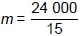 m = 24 000 / 15